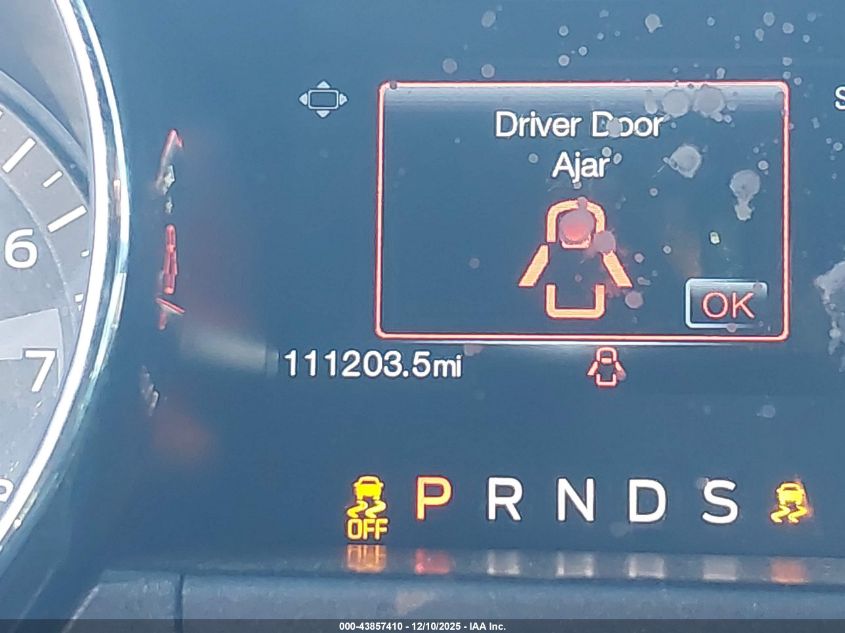 S
Driver Door
Ajar
6
OK
111203.5mi
7
OFF P R N D S
000-43857410 - 12/10/2025 - IAA Inc.